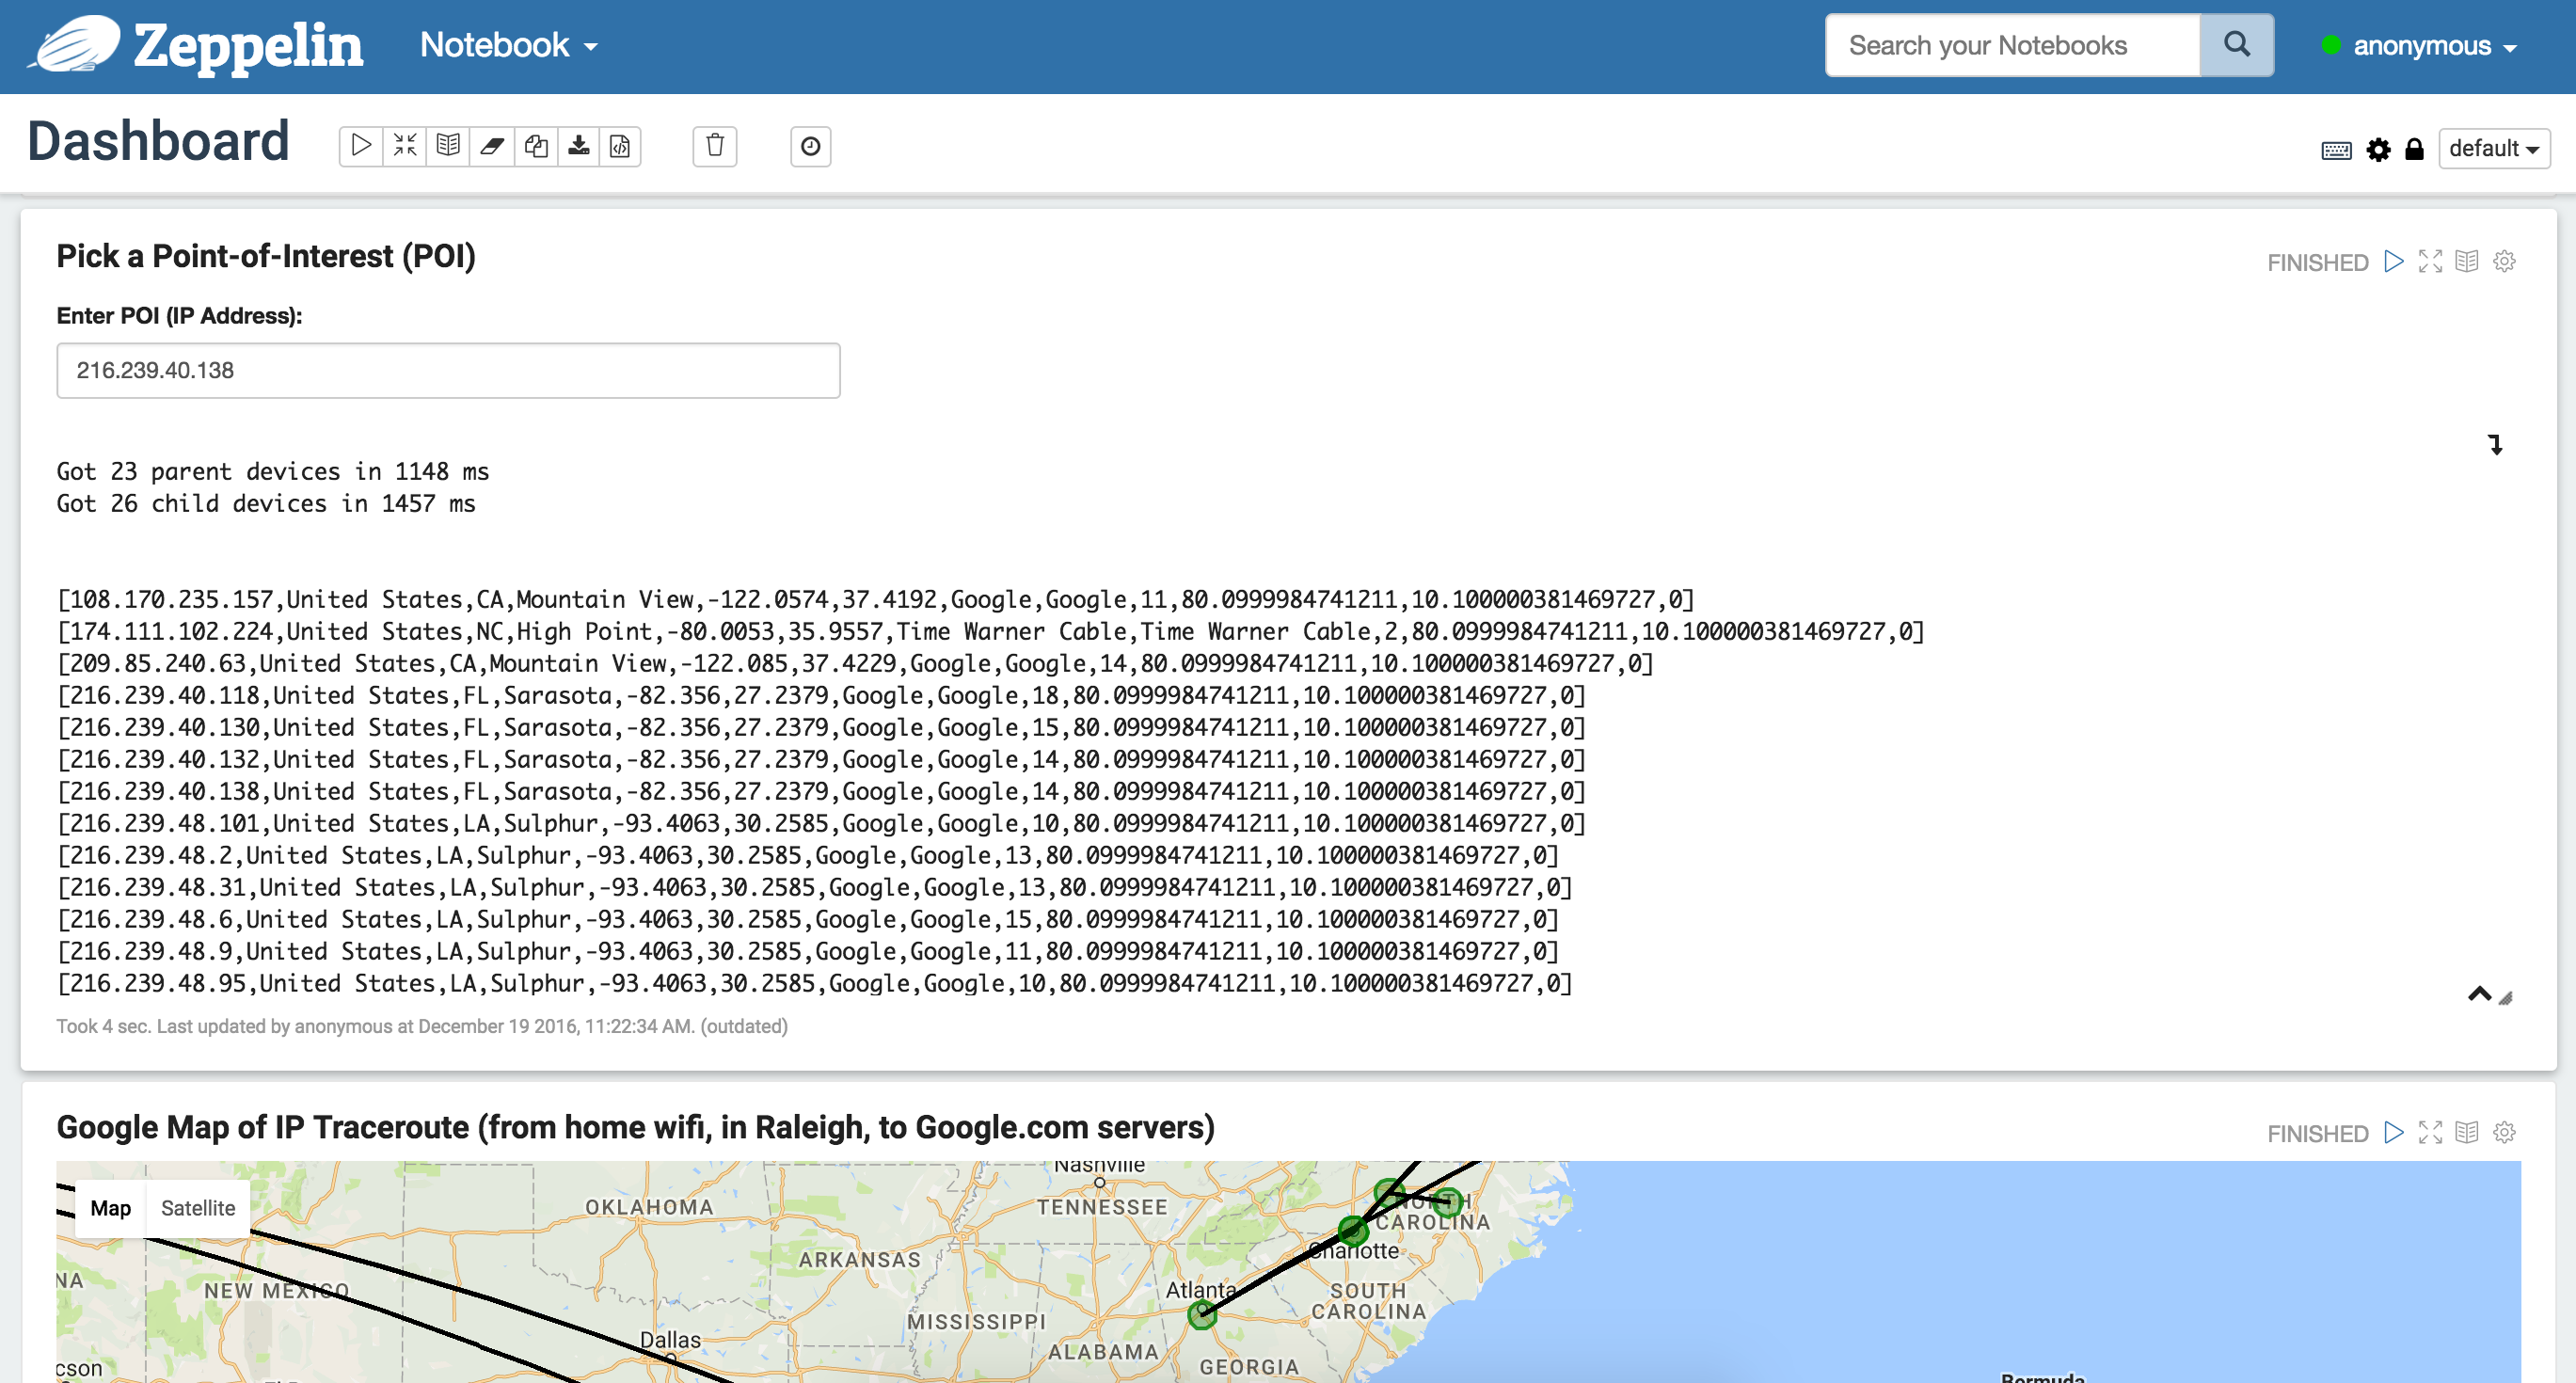 Zeppelin
Notebook
Search your Notebooks
anonymous
Dashboard
default
Pick a Point-of-Interest (POI)
FINISHED
Enter POI (IP Address):
216.239.40.138
Got 23 parent devices in 1148 ms
Got 26 child devices in 1457 ms
[108.170.235.157,United States,CA,Mountain View,-122.0574,37.4192,Google,Google,11,80.0999984741211,10.100000381469727,0]
[174.111.102.224,United States,NC,High Point,-80.0053,35.9557,Time Warner Cable,Time Warner Cable,2,80.0999984741211,10.100000381469727,0]
[209.85.240.63,United States,CA,Mountain View,-122.085,37.4229,Google,Google,14,80.0999984741211,10.100000381469727,0]
[216.239.40.118,United States,FL,Sarasota,-82.356,27.2379,Google,Google,18,80.0999984741211,10.100000381469727,0]
[216.239.40.130,United States,FL,Sarasota,-82.356,27.2379,Google,Google,15,80.0999984741211,10.100000381469727,0]
[216.239.40.132,United States,FL,Sarasota,-82.356,27.2379,Google,Google,14,80.0999984741211,10.100000381469727,0]
[216.239.40.138,United States,FL,Sarasota,-82.356,27.2379,Google,Google,14,80.0999984741211,10.100000381469727,0]
[216.239.48.101,United States,LA,Sulphur,-93.4063,30.2585,Google,Google,10,80.0999984741211,10.100000381469727,0]
[216.239.48.2,United States,LA,Sulphur,-93.4063,30.2585,Google,Google,13,80.0999984741211,10.100000381469727,0]
[216.239.48.31,United States,LA,Sulphur,-93.4063,30.2585,Google,Google,13,80.0999984741211,10.100000381469727,0]
[216.239.48.6,United States,LA,Sulphur,-93.4063,30.2585,Google,Google,15,80.0999984741211,10.100000381469727,0]
[216.239.48.9,United States,LA,Sulphur,-93.4063,30.2585,Google,Google,11,80.0999984741211,10.100000381469727,0]
[216.239.48.95,United States,LA,Sulphur,-93.4063,30.2585,Google,Google,10,80.0999984741211,10.100000381469727,0]
Took 4 sec. Last updated by anonymous at December 19 2016, 11:22:34 AM. (outdated)
Google Map of IP Traceroute (from home wifi, in Raleigh, to Google.com servers)
FINISHED
Map
Satellite
Nashville
OKLAHOMA
TENNESSEE
NORTH
CAROLINA
Charlotte
ARKANSAS
NA
NEW MEXICO
Atlanta
SOUTH
CAROLINA
MISSISSIPPI
Dallas
ALABAMA
GEORGIA
cson
Bermuda